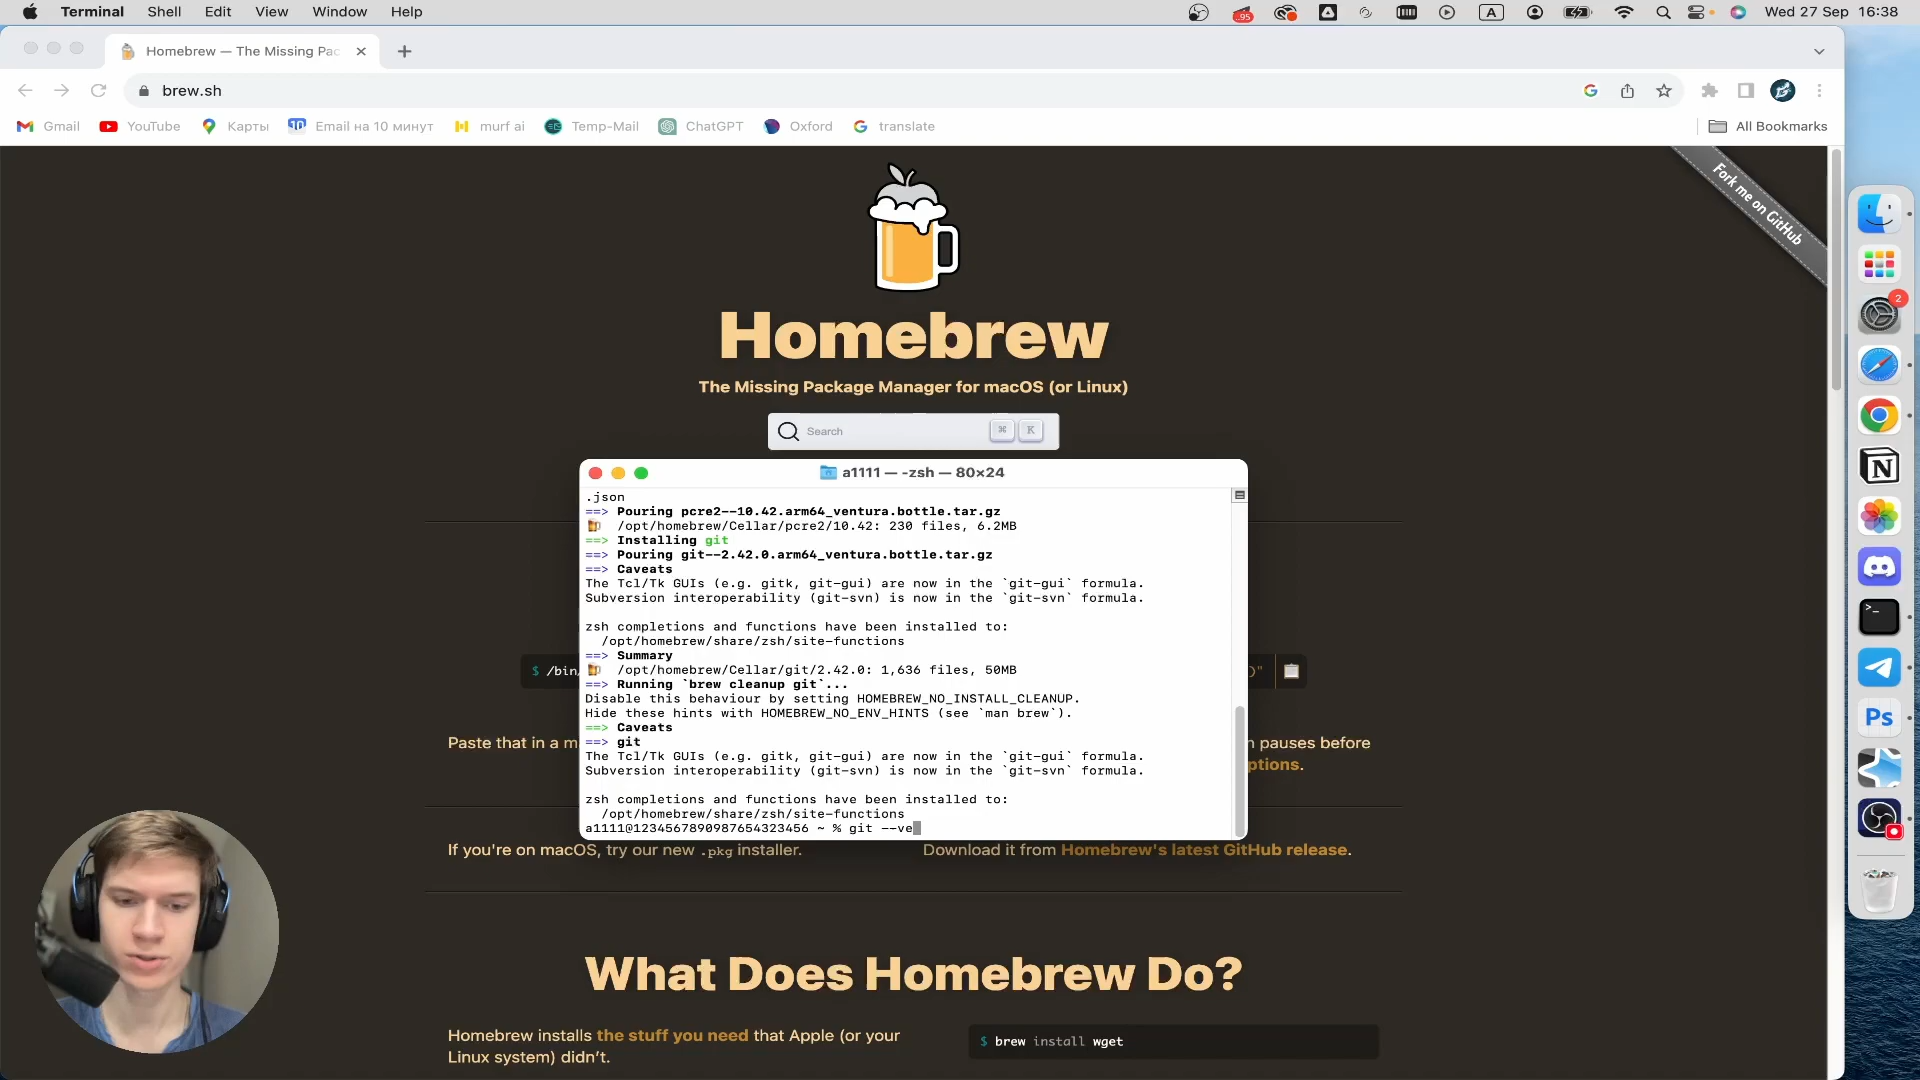 Terminal Shell Edit View Window Help
.95
A
Wed 27 Sep 16:38
Homebrew — The Missing Pac
brew.sh
Gmail YouTube Карты 10 Email на 10 минут murf ai Temp-Mail ChatGPT Oxford translate
All Bookmarks
Fork me on GitHub
2
Homebrew
The Missing Package Manager for macOS (or Linux)
Search ⌘ K
a1111 — -zsh — 80×24
.json
==> Pouring pcre2--10.42.arm64_ventura.bottle.tar.gz
🍺 /opt/homebrew/Cellar/pcre2/10.42: 230 files, 6.2MB
==> Installing git
==> Pouring git--2.42.0.arm64_ventura.bottle.tar.gz
==> Caveats
The Tcl/Tk GUIs (e.g. gitk, git-gui) are now in the `git-gui` formula.
Subversion interoperability (git-svn) is now in the `git-svn` formula.
zsh completions and functions have been installed to:
/opt/homebrew/share/zsh/site-functions
==> Summary
🍺 /opt/homebrew/Cellar/git/2.42.0: 1,636 files, 50MB
==> Running `brew cleanup git`...
Disable this behaviour by setting HOMEBREW_NO_INSTALL_CLEANUP.
Hide these hints with HOMEBREW_NO_ENV_HINTS (see `man brew`).
==> Caveats
==> git
The Tcl/Tk GUIs (e.g. gitk, git-gui) are now in the `git-gui` formula.
Subversion interoperability (git-svn) is now in the `git-svn` formula.
zsh completions and functions have been installed to:
/opt/homebrew/share/zsh/site-functions
a1111@1234567890987654323456 ~ % git --ve
$ /bin/
)"
Paste that in a m
n pauses before
ptions.
If you're on macOS, try our new .pkg installer.
Download it from Homebrew's latest GitHub release.
Ps
What Does Homebrew Do?
Homebrew installs the stuff you need that Apple (or your
Linux system) didn't.
$ brew install wget